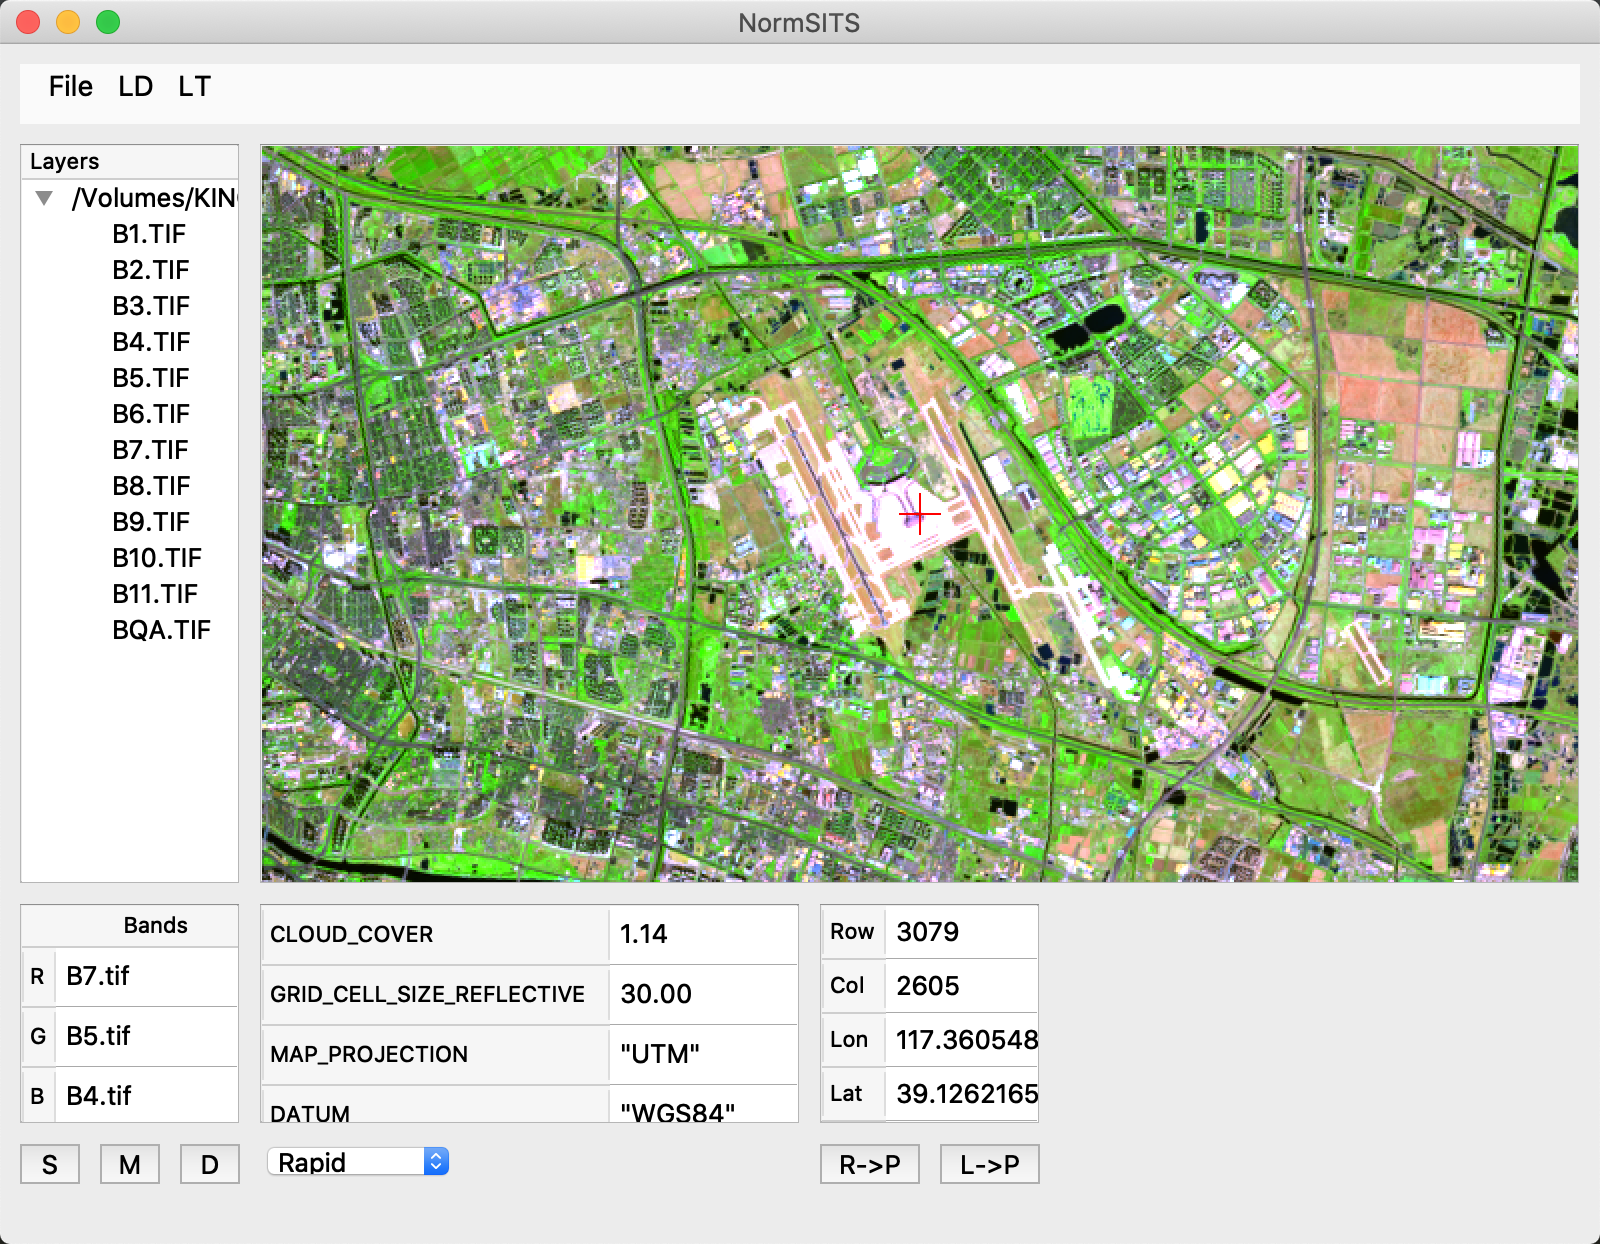 NormSITS
File LD LT
Layers
/Volumes/KIN
B1.TIF
B2.TIF
B3.TIF
B4.TIF
B5.TIF
B6.TIF
B7.TIF
B8.TIF
B9.TIF
B10.TIF
B11.TIF
BQA.TIF
Bands
R B7.tif
G B5.tif
B B4.tif
CLOUD_COVER 1.14
GRID_CELL_SIZE_REFLECTIVE 30.00
MAP_PROJECTION "UTM"
DATUM "WGS84"
Row 3079
Col 2605
Lon 117.360548
Lat 39.1262165
S M D Rapid R->P L->P